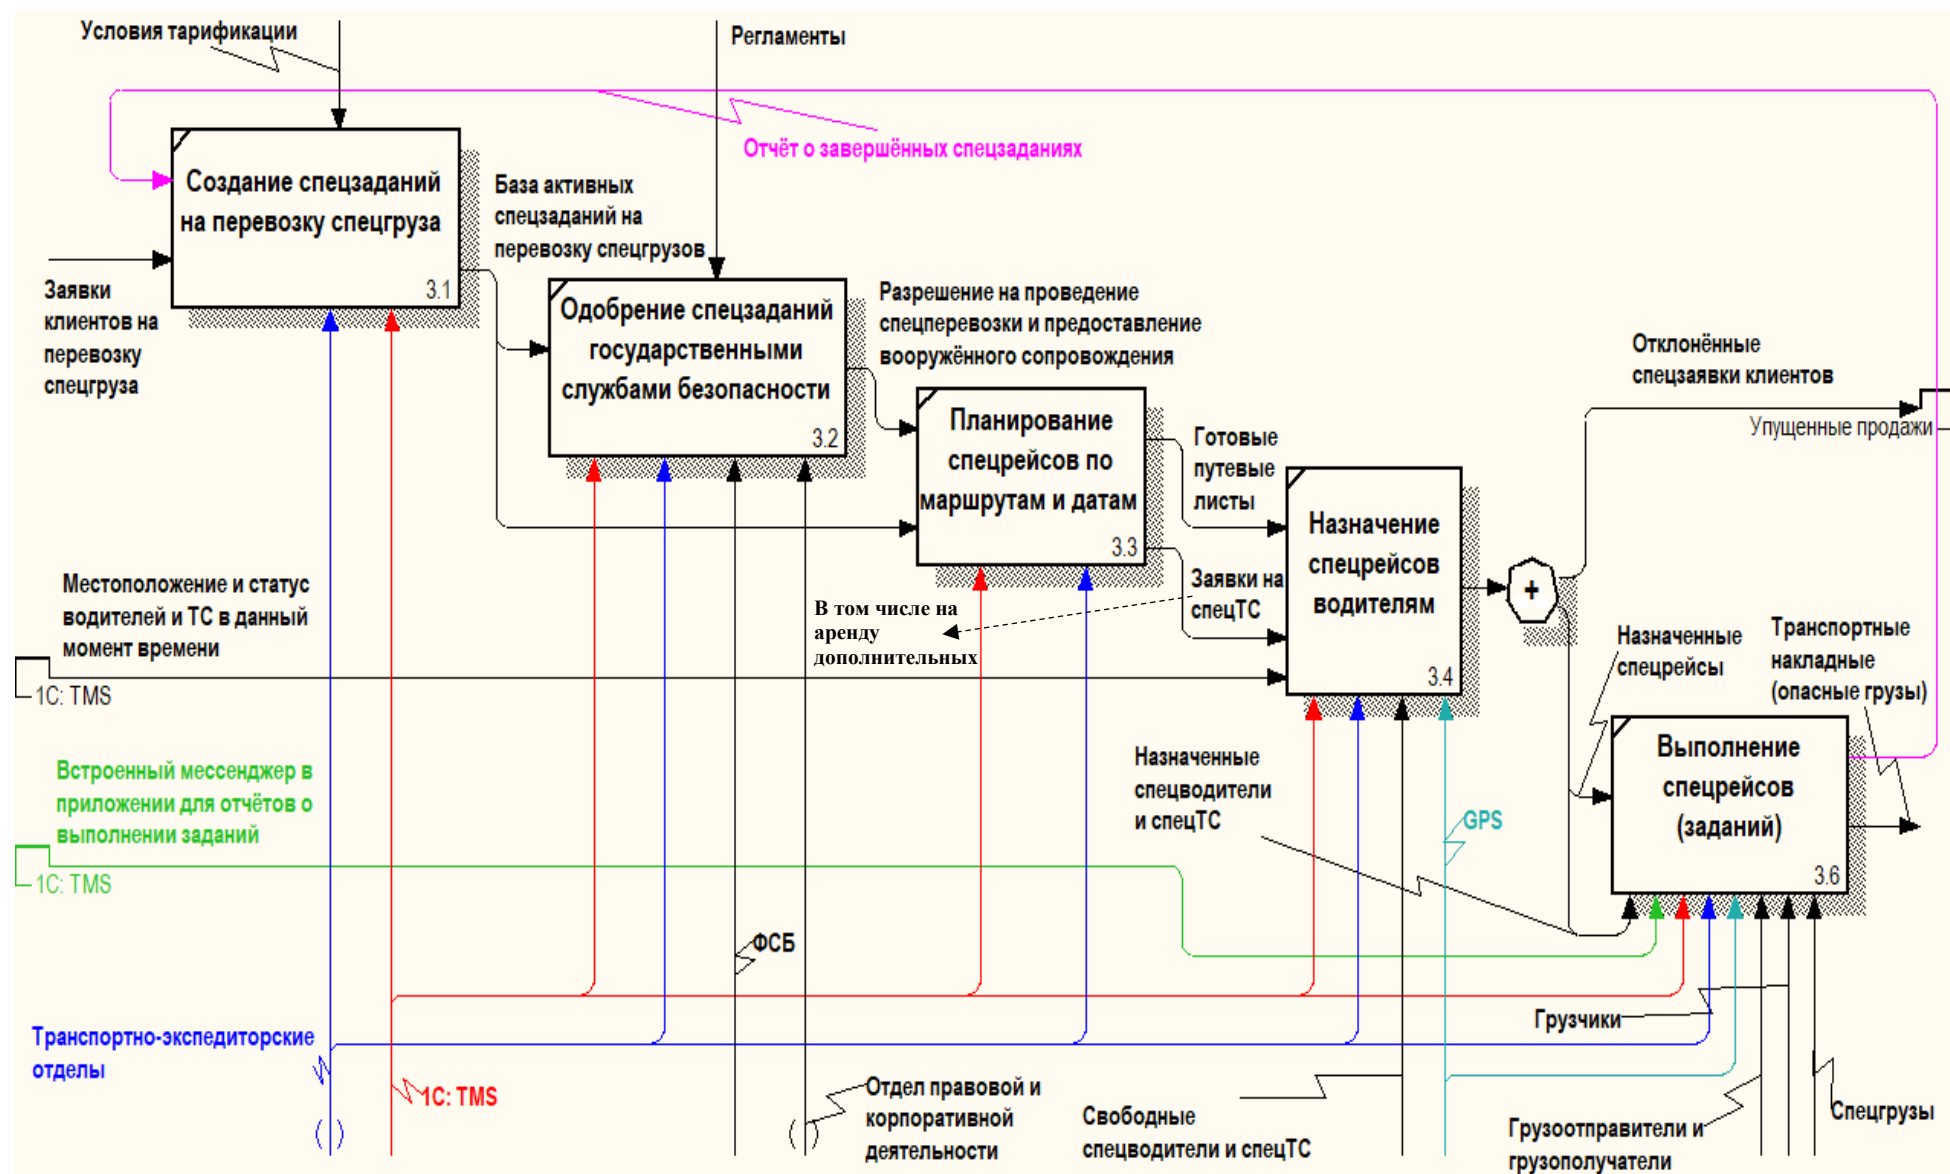 Условия тарификации
Регламенты
Отчёт о завершённых спецзаданиях
Создание спецзаданий
на перевозку спецгруза
3.1
База активных
спецзаданий на
перевозку спецгрузов
Заявки
клиентов на
перевозку
спецгруза
Одобрение спецзаданий
государственными
службами безопасности
3.2
Разрешение на проведение
спецперевозки и предоставление
вооружённого сопровождения
Отклонённые
спецзаявки клиентов
Упущенные продажи
Планирование
спецрейсов по
маршрутам и датам
3.3
Готовые
путевые
листы
Назначение
спецрейсов
водителям
3.4
+
Заявки на
спецТС
В том числе на
аренду
дополнительных
Местоположение и статус
водителей и ТС в данный
момент времени
1С: TMS
Назначенные
спецрейсы
Транспортные
накладные
(опасные грузы)
Выполнение
спецрейсов
(заданий)
3.6
Назначенные
спецводители
и спецТС
GPS
Встроенный мессенджер в
приложении для отчётов о
выполнении заданий
1С: TMS
ФСБ
Грузчики
Транспортно-экспедиторские
отделы
1С: TMS
Отдел правовой и
корпоративной
деятельности
Свободные
спецводители и спецТС
Грузоотправители и
грузополучатели
Спецгрузы